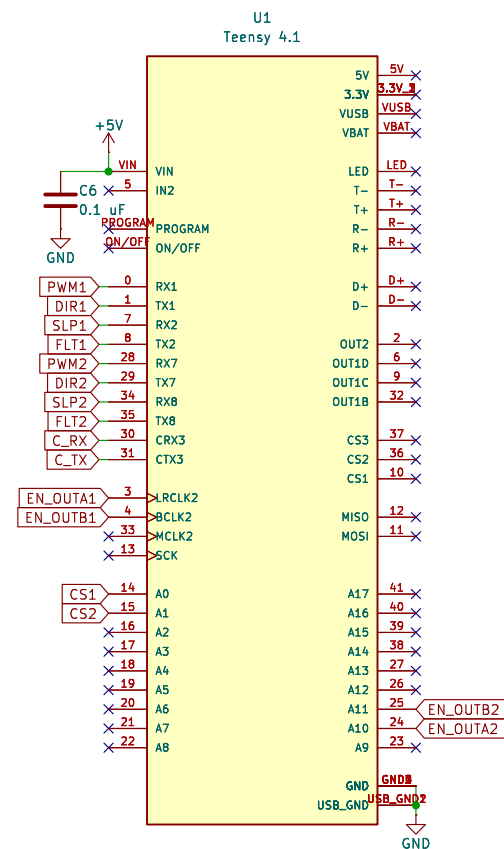 U1
Teensy 4.1
5V 5V
3.3V
VUSB VUSB
VBAT VBAT
+5V
VIN VIN LED LED
5 IN2 T- T-
C6
0.1 uF
T+ T+
PROGRAM PROGRAM R- R-
ON/OFF ON/OFF R+ R+
GND
PWM1 0 RX1 D+ D+
DIR1 1 TX1 D- D-
SLP1 7 RX2
FLT1 8 TX2 OUT2 2
PWM2 28 RX7 OUT1D 6
DIR2 29 TX7 OUT1C 9
SLP2 34 RX8 OUT1B 32
FLT2 35 TX8
C_RX 30 CRX3 CS3 37
C_TX 31 CTX3 CS2 36
CS1 10
EN_OUTA1 3 LRCLK2
EN_OUTB1 4 BCLK2 MISO 12
33 MCLK2 MOSI 11
13 SCK
CS1 14 A0 A17 41
CS2 15 A1 A16 40
16 A2 A15 39
17 A3 A14 38
18 A4 A13 27
19 A5 A12 26
20 A6 A11 25 EN_OUTB2
21 A7 A10 24 EN_OUTA2
22 A8 A9 23
GND
USB_GND
GND